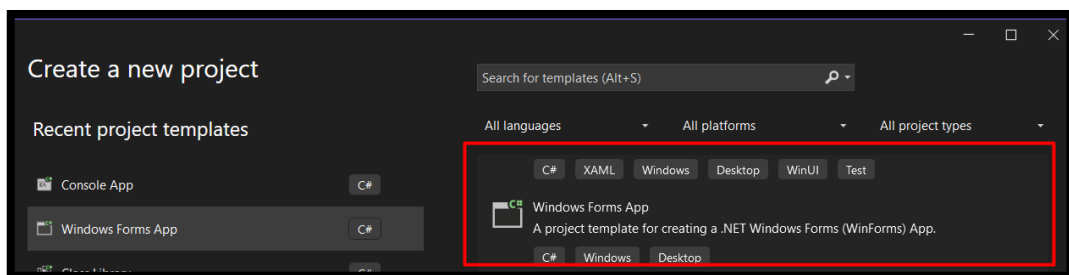 Create a new project
Recent project templates
Console App C#
Windows Forms App C#
Class Library C#
Search for templates (Alt+S)
All languages All platforms All project types
C# XAML Windows Desktop WinUI Test
Windows Forms App
A project template for creating a .NET Windows Forms (WinForms) App.
C# Windows Desktop